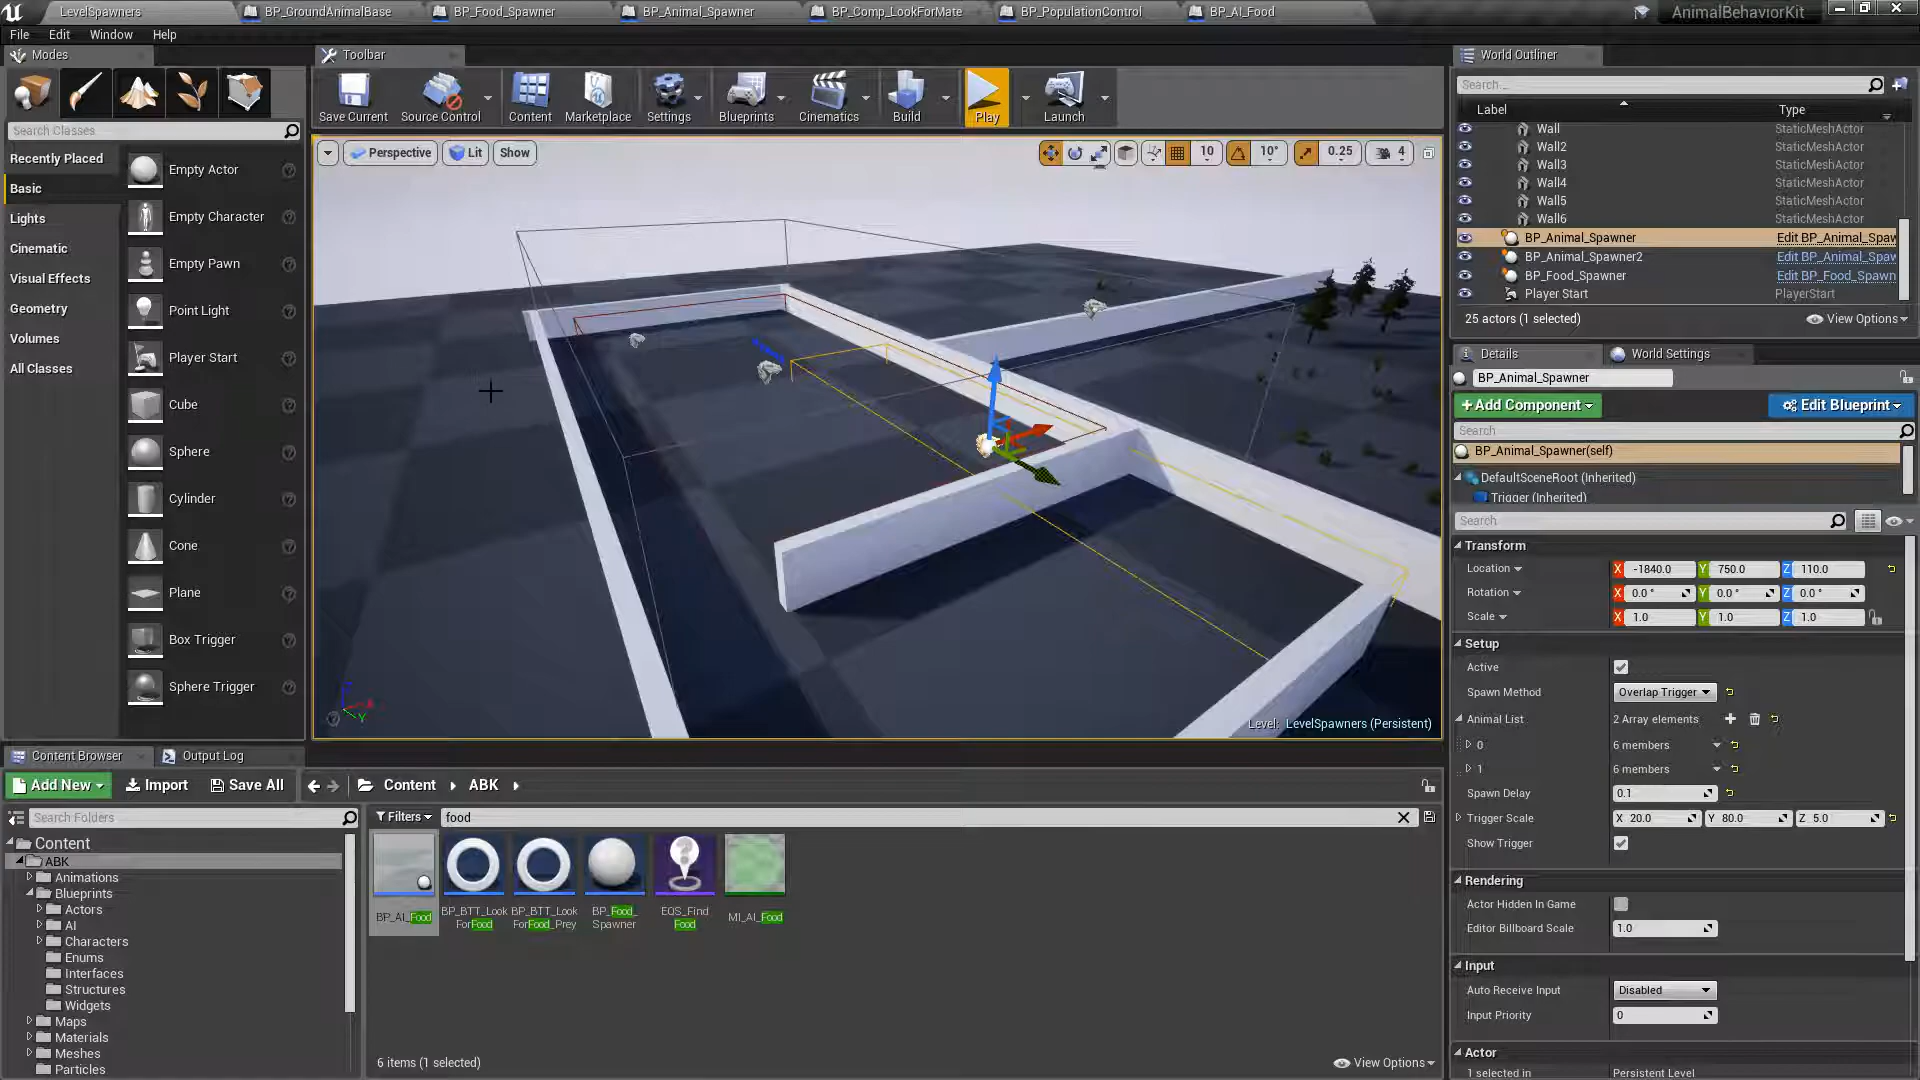 LevelSpawners
BP_GroundAnimalBase
BP_Food_Spawner
BP_Animal_Spawner
BP_Comp_LookForMate
BP_PopulationControl
BP_AI_Food
AnimalBehaviorKit
File
Edit
Window
Help
Modes
Search Classes
Recently Placed
Basic
Lights
Cinematic
Visual Effects
Geometry
Volumes
All Classes
Empty Actor
Empty Character
Empty Pawn
Point Light
Player Start
Cube
Sphere
Cylinder
Cone
Plane
Box Trigger
Sphere Trigger
Toolbar
Save Current
Source Control
Content
Marketplace
Settings
Blueprints
Cinematics
Build
Play
Launch
Perspective
Lit
Show
10
10°
0.25
4
Z
X
Y
Level: LevelSpawners (Persistent)
World Outliner
Search...
Label
Type
Wall StaticMeshActor
Wall2 StaticMeshActor
Wall3 StaticMeshActor
Wall4 StaticMeshActor
Wall5 StaticMeshActor
Wall6 StaticMeshActor
BP_Animal_Spawner Edit BP_Animal_Spaw
BP_Animal_Spawner2 Edit BP_Animal_Spaw
BP_Food_Spawner Edit BP_Food_Spawn
Player Start PlayerStart
25 actors (1 selected)
View Options
Details
World Settings
BP_Animal_Spawner
+Add Component
Edit Blueprint
Search
BP_Animal_Spawner(self)
DefaultSceneRoot (Inherited)
Trigger (Inherited)
Search
Transform
Location X -1840.0 Y 750.0 Z 110.0
Rotation X 0.0 ° Y 0.0 ° Z 0.0 °
Scale X 1.0 Y 1.0 Z 1.0
Setup
Active
Spawn Method Overlap Trigger
Animal List 2 Array elements
0 6 members
1 6 members
Spawn Delay 0.1
Trigger Scale X 20.0 Y 80.0 Z 5.0
Show Trigger
Rendering
Actor Hidden In Game
Editor Billboard Scale 1.0
Input
Auto Receive Input Disabled
Input Priority 0
Actor
1 selected in Persistent Level
Content Browser
Output Log
Add New
Import
Save All
Content
ABK
Search Folders
Filters
food
Content
ABK
Animations
Blueprints
Actors
AI
Characters
Enums
Interfaces
Structures
Widgets
Maps
Materials
Meshes
Particles
BP_AI_Food
BP_BTT_Look
ForFood
BP_BTT_Look
ForFood_Prey
BP_Food_
Spawner
EQS_Find
Food
MI_AI_Food
6 items (1 selected)
View Options